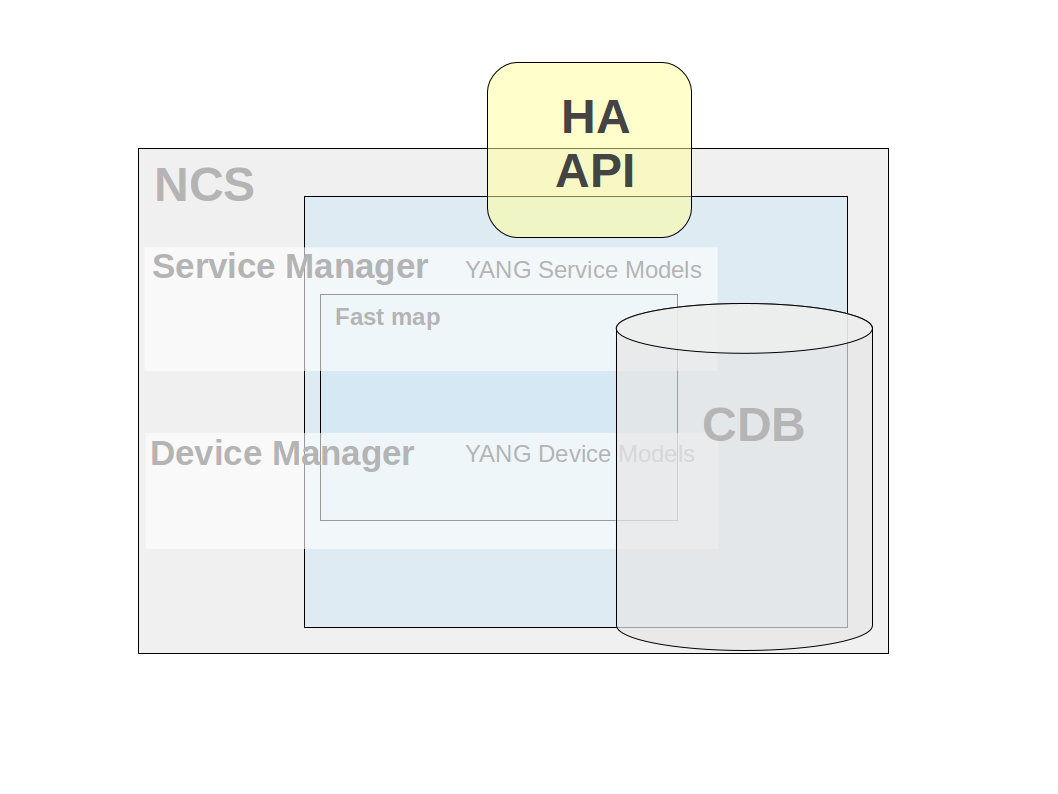 HA
API
NCS
Service Manager
YANG Service Models
Fast map
CDB
Device Manager
YANG Device Models